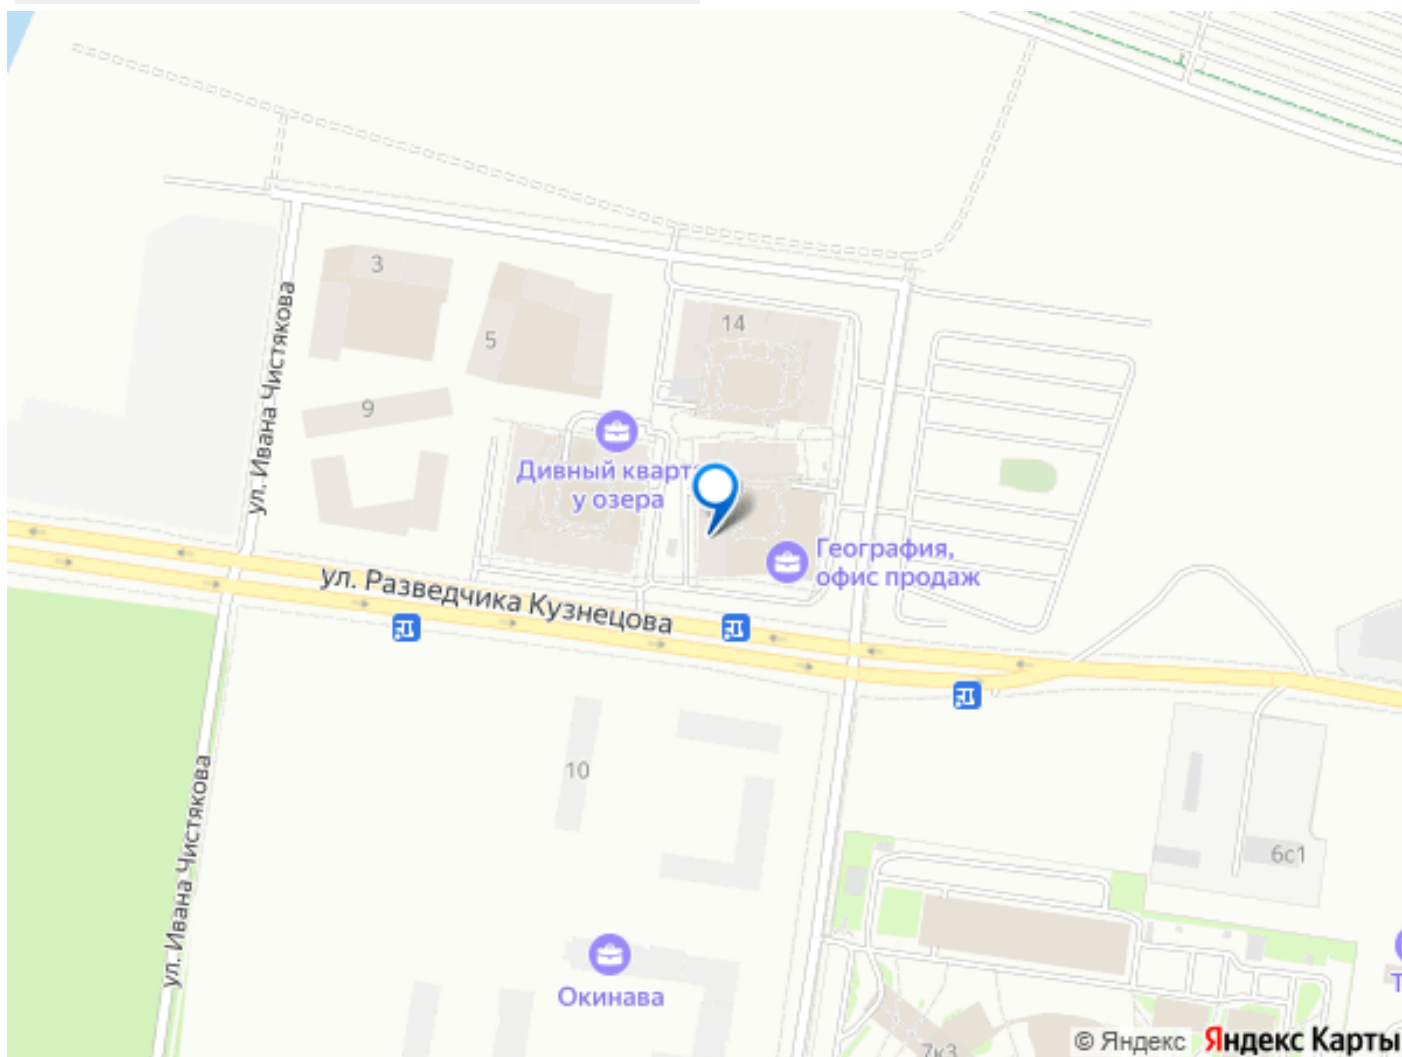 3
14
5
ул. Ивана Чистякова
9
Дивный кварта
у озера
География,
офис продаж
ул. Разведчика Кузнецова
10
ул. Ивана Чистякова
6с1
Окинава
Т
7к3
© Яндекс Яндекс Карты